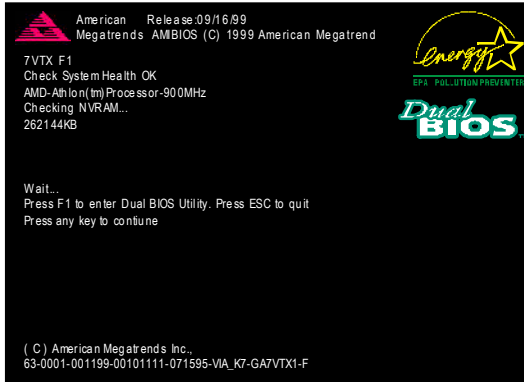 American Release:09/16/99
Megatrends AMIBIOS (C) 1999 American Megatrend
energy
EPA POLLUTION PREVENTER
Dual
BIOS
7VTX F1
Check System Health OK
AMD-Athlon(tm)Processor-900MHz
Checking NVRAM...
262144KB
Wait...
Press F1 to enter Dual BIOS Utility. Press ESC to quit
Press any key to contiune
( C ) American Megatrends Inc.,
63-0001-001199-00101111-071595-VIA_K7-GA7VTX1-F